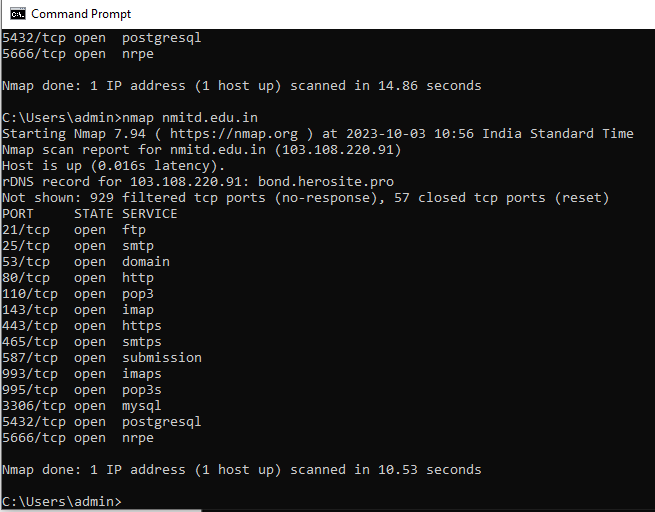 Command Prompt
5432/tcp open  postgresql
5666/tcp open  nrpe
Nmap done: 1 IP address (1 host up) scanned in 14.86 seconds
C:\Users\admin>nmap nmitd.edu.in
Starting Nmap 7.94 ( https://nmap.org ) at 2023-10-03 10:56 India Standard Time
Nmap scan report for nmitd.edu.in (103.108.220.91)
Host is up (0.016s latency).
rDNS record for 103.108.220.91: bond.herosite.pro
Not shown: 929 filtered tcp ports (no-response), 57 closed tcp ports (reset)
PORT     STATE SERVICE
21/tcp   open  ftp
25/tcp   open  smtp
53/tcp   open  domain
80/tcp   open  http
110/tcp  open  pop3
143/tcp  open  imap
443/tcp  open  https
465/tcp  open  smtps
587/tcp  open  submission
993/tcp  open  imaps
995/tcp  open  pop3s
3306/tcp open  mysql
5432/tcp open  postgresql
5666/tcp open  nrpe
Nmap done: 1 IP address (1 host up) scanned in 10.53 seconds
C:\Users\admin>